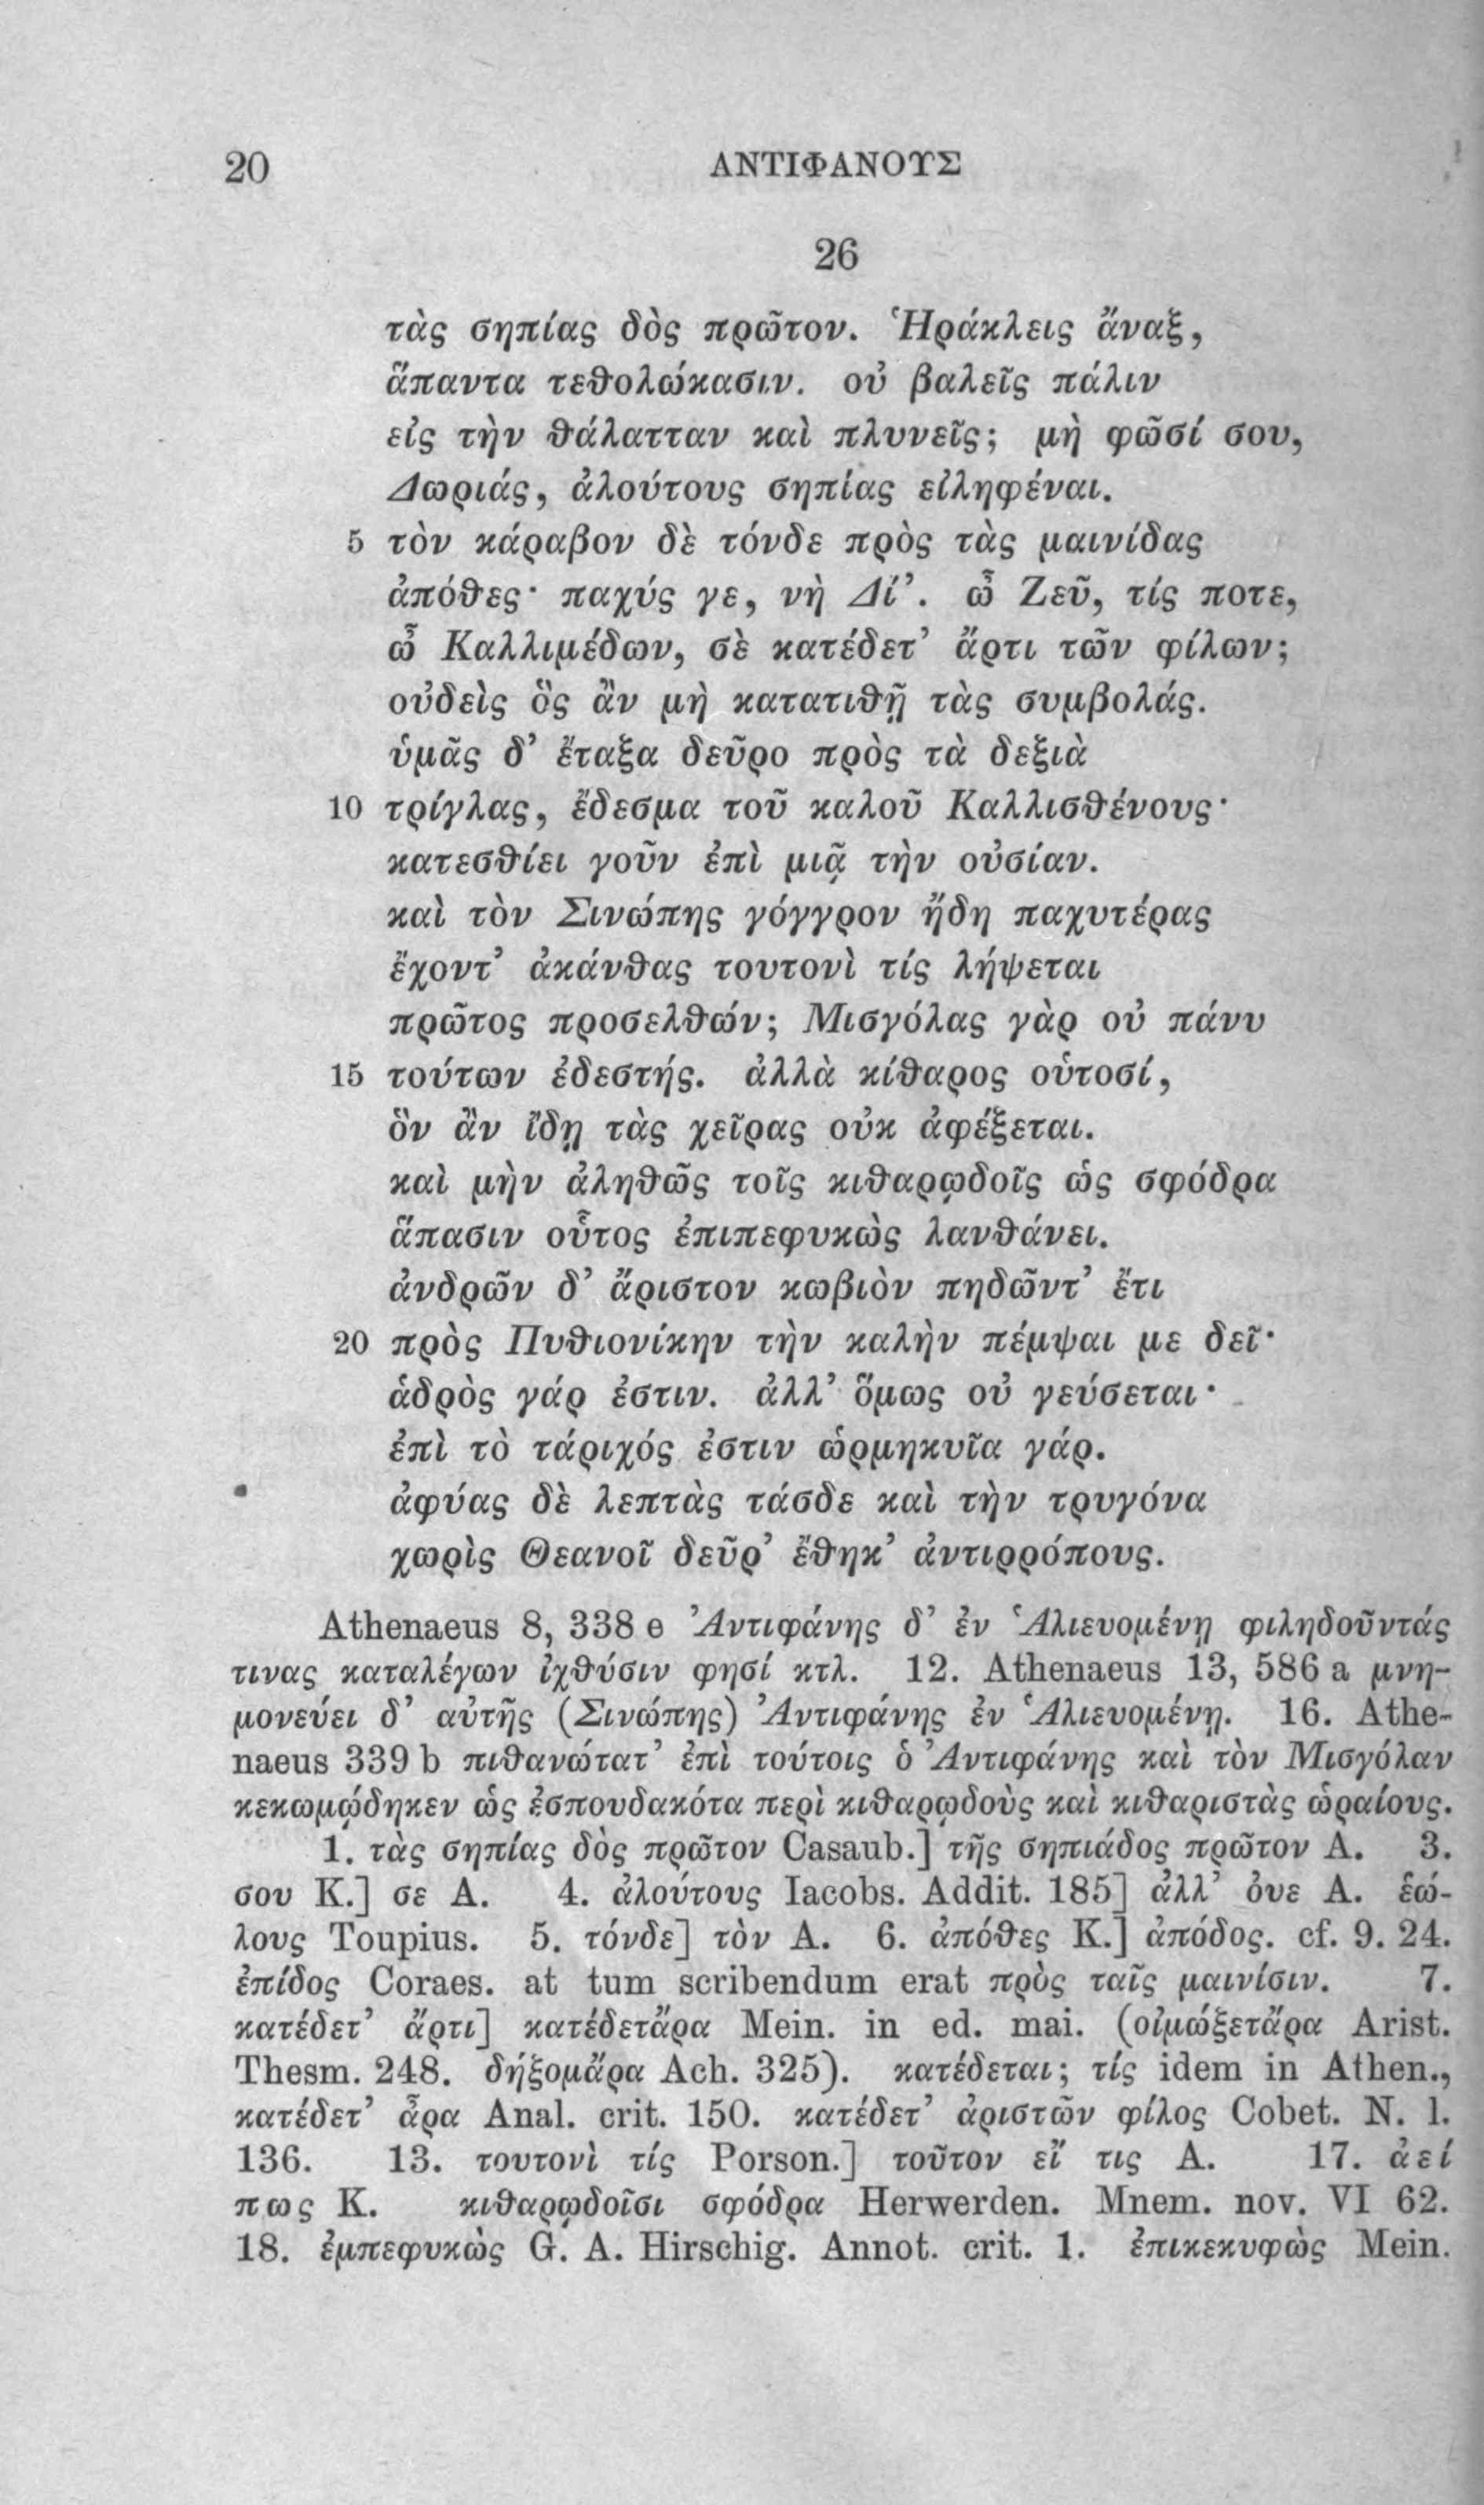 20 ΑΝΤΙΦΑΝΟΥΣ
26
τὰς σηπίας δὸς πρῶτον. Ἡράκλεις ἄναξ,
ἅπαντα τεθολώκασιν. οὐ βαλεῖς πάλιν
εἰς τὴν θάλατταν καὶ πλυνεῖς; μὴ φῶσί σου,
Δωριάς, ἀλούτους σηπίας εἰληφέναι.
5 τὸν κάραβον δὲ τόνδε πρὸς τὰς μαινίδας
ἀπόθες· παχύς γε, νὴ Δί’. ὦ Ζεῦ, τίς ποτε,
ὦ Καλλιμέδων, σὲ κατέδετ’ ἄρτι τῶν φίλων;
οὐδεὶς ὃς ἂν μὴ κατατιθῇ τὰς συμβολάς.
ὑμᾶς δ’ ἔταξα δεῦρο πρὸς τὰ δεξιὰ
10 τρίγλας, ἔδεσμα τοῦ καλοῦ Καλλισθένους·
κατεσθίει γοῦν ἐπὶ μιᾷ τὴν οὐσίαν.
καὶ τὸν Σινώπης γόγγρον ἤδη παχυτέρας
ἔχοντ’ ἀκάνθας τουτονὶ τίς λήψεται
πρῶτος προσελθών; Μισγόλας γὰρ οὐ πάνυ
15 τούτων ἐδεστής. ἀλλὰ κίθαρος οὑτοσί,
ὃν ἂν ἴδῃ τὰς χεῖρας οὐκ ἀφέξεται.
καὶ μὴν ἀληθῶς τοῖς κιθαρῳδοῖς ὡς σφόδρα
ἅπασιν οὗτος ἐπιπεφυκὼς λανθάνει.
ἀνδρῶν δ’ ἄριστον κωβιὸν πηδῶντ’ ἔτι
20 πρὸς Πυθιονίκην τὴν καλὴν πέμψαι με δεῖ·
ἁδρὸς γάρ ἐστιν. ἀλλ’ ὅμως οὐ γεύσεται·
ἐπὶ τὸ τάριχός ἐστιν ὡρμηκυῖα γάρ.
ἀφύας δὲ λεπτὰς τάσδε καὶ τὴν τρυγόνα
χωρὶς Θεανοῖ δεῦρ’ ἔθηκ’ ἀντιρρόπους.
Athenaeus 8, 338 e Ἀντιφάνης δ’ ἐν Ἁλιευομένῃ φιληδοῦντάς
τινας καταλέγων ἰχθύσιν φησί κτλ. 12. Athenaeus 13, 586 a μνη-
μονεύει δ’ αὐτῆς (Σινώπης) Ἀντιφάνης ἐν Ἁλιευομένῃ. 16. Athe-
naeus 339 b πιθανώτατ’ ἐπὶ τούτοις ὁ Ἀντιφάνης καὶ τὸν Μισγόλαν
κεκωμῴδηκεν ὡς ἐσπουδακότα περὶ κιθαρῳδοὺς καὶ κιθαριστὰς ὡραίους.
1. τὰς σηπίας δὸς πρῶτον Casaub.] τῆς σηπιάδος πρῶτον A. 3.
σου K.] σε A. 4. ἀλούτους Iacobs. Addit. 185] ἀλλ’ ὀυε A. ἑώ-
λους Toupius. 5. τόνδε] τὸν A. 6. ἀπόθες K.] ἀπόδος. cf. 9. 24.
ἐπίδος Coraes. at tum scribendum erat πρὸς ταῖς μαινίσιν. 7.
κατέδετ’ ἄρτι] κατέδετἄρα Mein. in ed. mai. (οἰμώξετἄρα Arist.
Thesm. 248. δήξομἄρα Ach. 325). κατέδεται; τίς idem in Athen.,
κατέδετ’ ἆρα Anal. crit. 150. κατέδετ’ ἀριστῶν φίλος Cobet. N. l.
136. 13. τουτονὶ τίς Porson.] τοῦτον εἴ τις A. 17. ἀεί
πως K. κιθαρῳδοῖσι σφόδρα Herwerden. Mnem. nov. VI 62.
18. ἐμπεφυκὼς G. A. Hirschig. Annot. crit. 1. ἐπικεκυφὼς Mein.